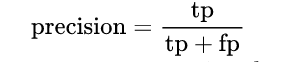 precision = tp / (tp + fp)